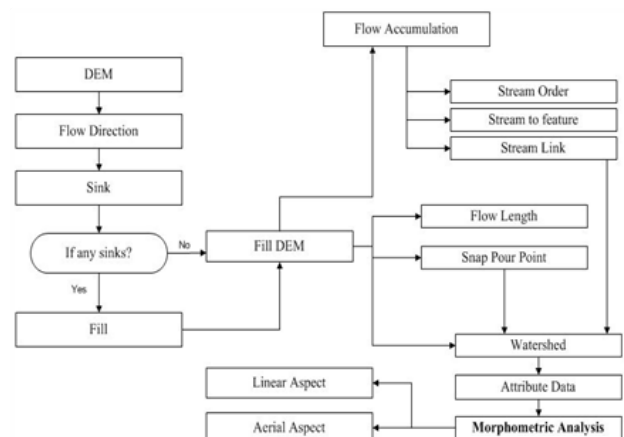 Flow Accumulation
DEM
Stream Order
Flow Direction
Stream to feature
Stream Link
Sink
Flow Length
If any sinks?
No
Fill DEM
Snap Pour Point
Yes
Fill
Watershed
Linear Aspect
Attribute Data
Aerial Aspect
Morphometric Analysis